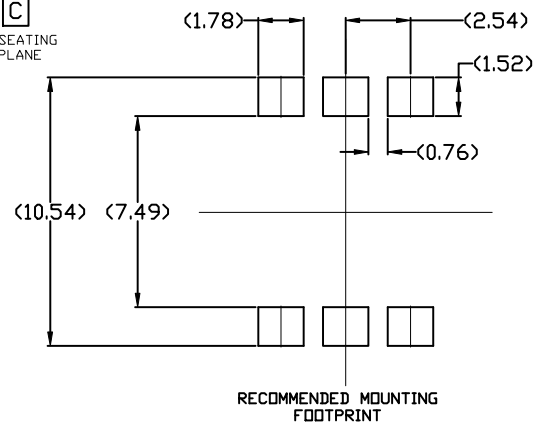 C
SEATING
PLANE
(1.78)
(2.54)
(1.52)
(0.76)
(10.54)
(7.49)
RECOMMENDED MOUNTING
FOOTPRINT